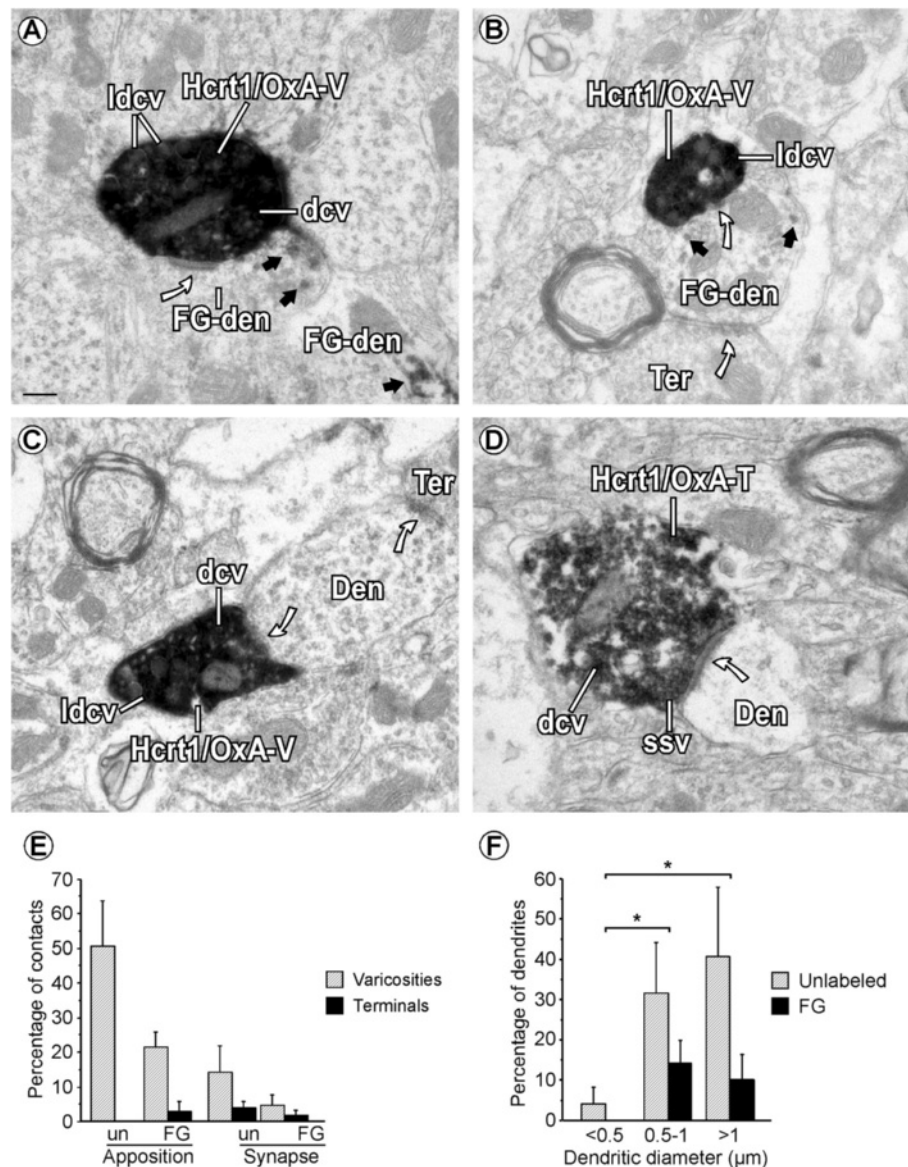 A
ldcv
Hcrt1/OxA-V
dcv
FG-den
FG-den
B
Hcrt1/OxA-V
ldcv
FG-den
Ter
C
Ter
dcv
Den
ldcv
Hcrt1/OxA-V
D
Hcrt1/OxA-T
dcv
ssv
Den
E
70
60
50
40
30
20
10
0
Percentage of contacts
un FG un FG
Apposition Synapse
Varicosities
Terminals
F
60
50
40
30
20
10
0
Percentage of dendrites
*
*
<0.5 0.5-1 >1
Dendritic diameter (µm)
Unlabeled
FG